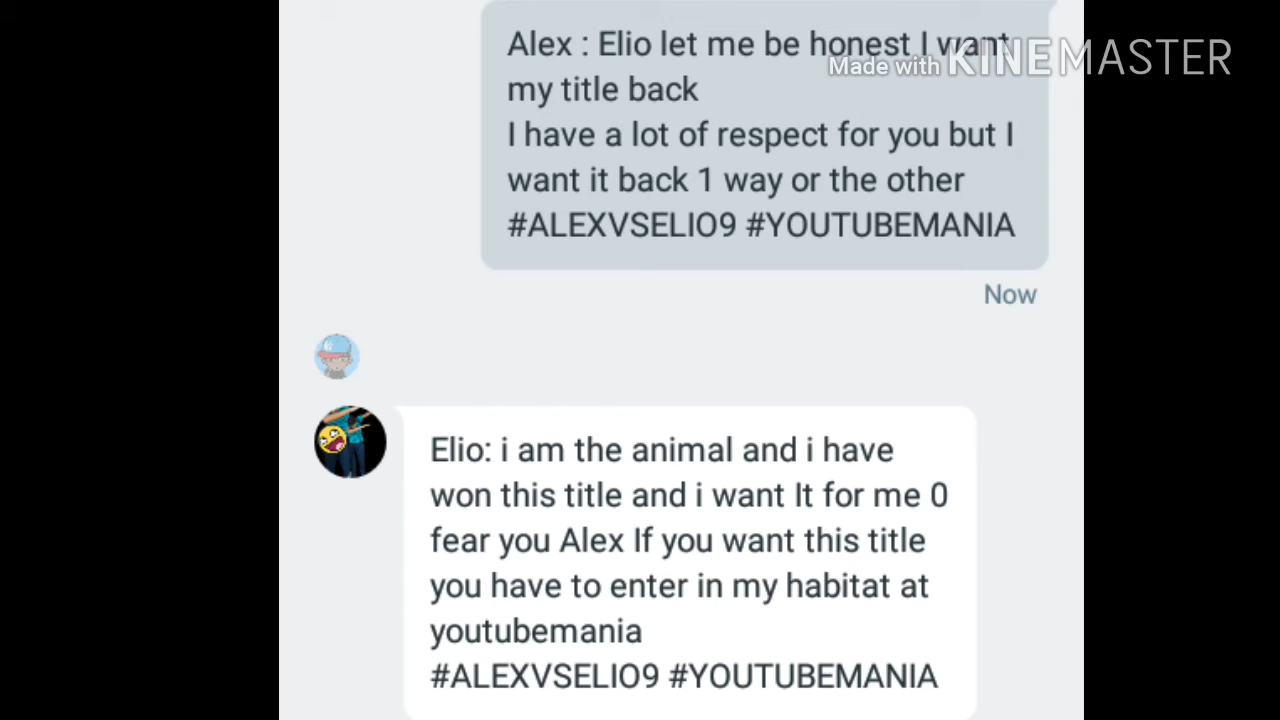 Alex : Elio let me be honest I want
Made with KINEMASTER
my title back
I have a lot of respect for you but I
want it back 1 way or the other
#ALEXVSELIO9 #YOUTUBEMANIA
Now
Elio: i am the animal and i have
won this title and i want It for me 0
fear you Alex If you want this title
you have to enter in my habitat at
youtubemania
#ALEXVSELIO9 #YOUTUBEMANIA